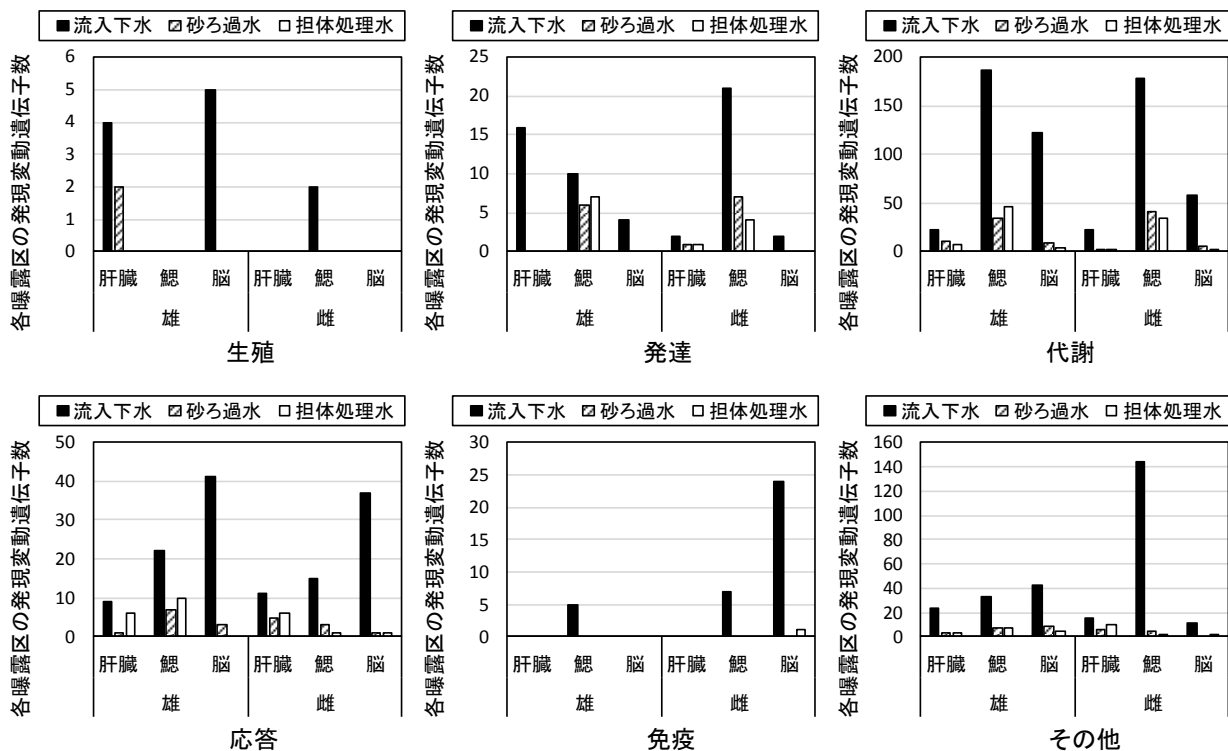 ■流入下水 ▨砂ろ過水 □担体処理水
各曝露区の発現変動遺伝子数
6
5
4
3
2
1
0
肝臓 鰓 脳 肝臓 鰓 脳
雄 雌
生殖
■流入下水 ▨砂ろ過水 □担体処理水
各曝露区の発現変動遺伝子数
25
20
15
10
5
0
肝臓 鰓 脳 肝臓 鰓 脳
雄 雌
発達
■流入下水 ▨砂ろ過水 □担体処理水
各曝露区の発現変動遺伝子数
200
150
100
50
0
肝臓 鰓 脳 肝臓 鰓 脳
雄 雌
代謝
■流入下水 ▨砂ろ過水 □担体処理水
各曝露区の発現変動遺伝子数
50
40
30
20
10
0
肝臓 鰓 脳 肝臓 鰓 脳
雄 雌
応答
■流入下水 ▨砂ろ過水 □担体処理水
各曝露区の発現変動遺伝子数
30
25
20
15
10
5
0
肝臓 鰓 脳 肝臓 鰓 脳
雄 雌
免疫
■流入下水 ▨砂ろ過水 □担体処理水
各曝露区の発現変動遺伝子数
160
140
120
100
80
60
40
20
0
肝臓 鰓 脳 肝臓 鰓 脳
雄 雌
その他